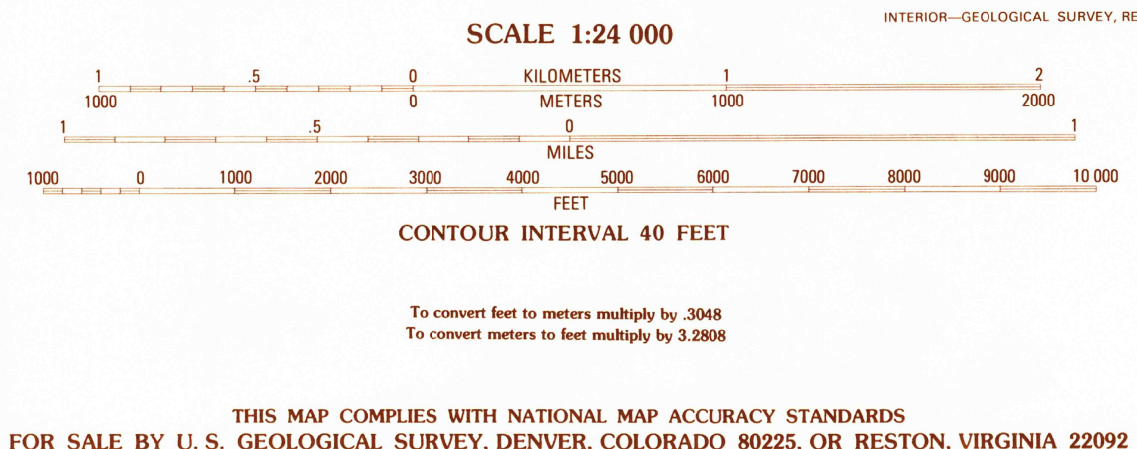 INTERIOR—GEOLOGICAL SURVEY, RE
SCALE 1:24 000
1 .5 0 KILOMETERS 1 2
1000 0 METERS 1000 2000
1 .5 0 1
MILES
1000 0 1000 2000 3000 4000 5000 6000 7000 8000 9000 10 000
FEET
CONTOUR INTERVAL 40 FEET
To convert feet to meters multiply by .3048
To convert meters to feet multiply by 3.2808
THIS MAP COMPLIES WITH NATIONAL MAP ACCURACY STANDARDS
FOR SALE BY U. S. GEOLOGICAL SURVEY, DENVER, COLORADO 80225, OR RESTON, VIRGINIA 22092